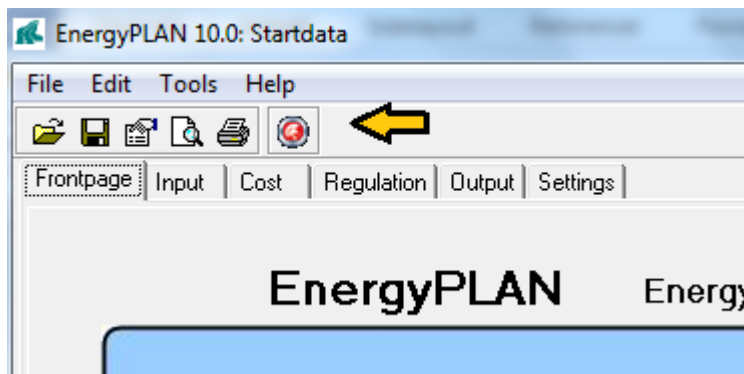 EnergyPLAN 10.0: Startdata
File Edit Tools Help
Frontpage Input Cost Regulation Output Settings
EnergyPLAN Energy